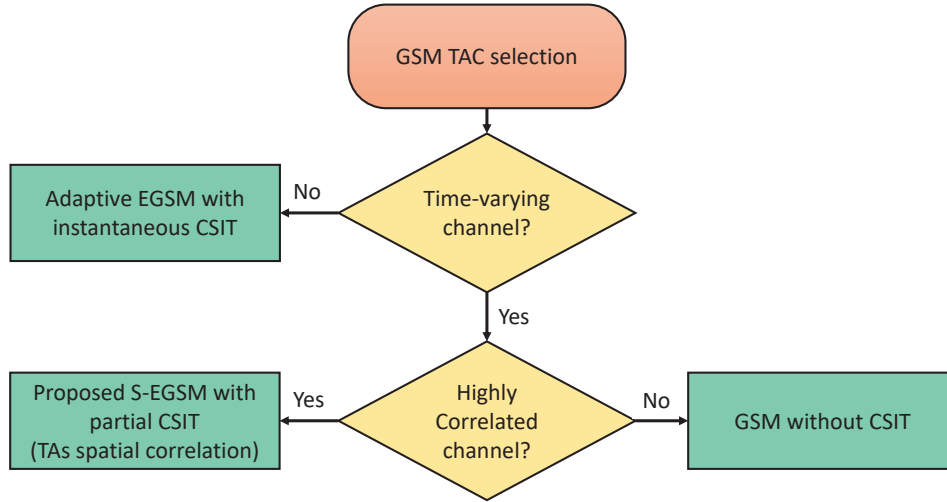 GSM TAC selection
Time-varying
channel?
No
Adaptive EGSM with
instantaneous CSIT
Yes
Highly
Correlated
channel?
Yes
Proposed S-EGSM with
partial CSIT
(TAs spatial correlation)
No
GSM without CSIT